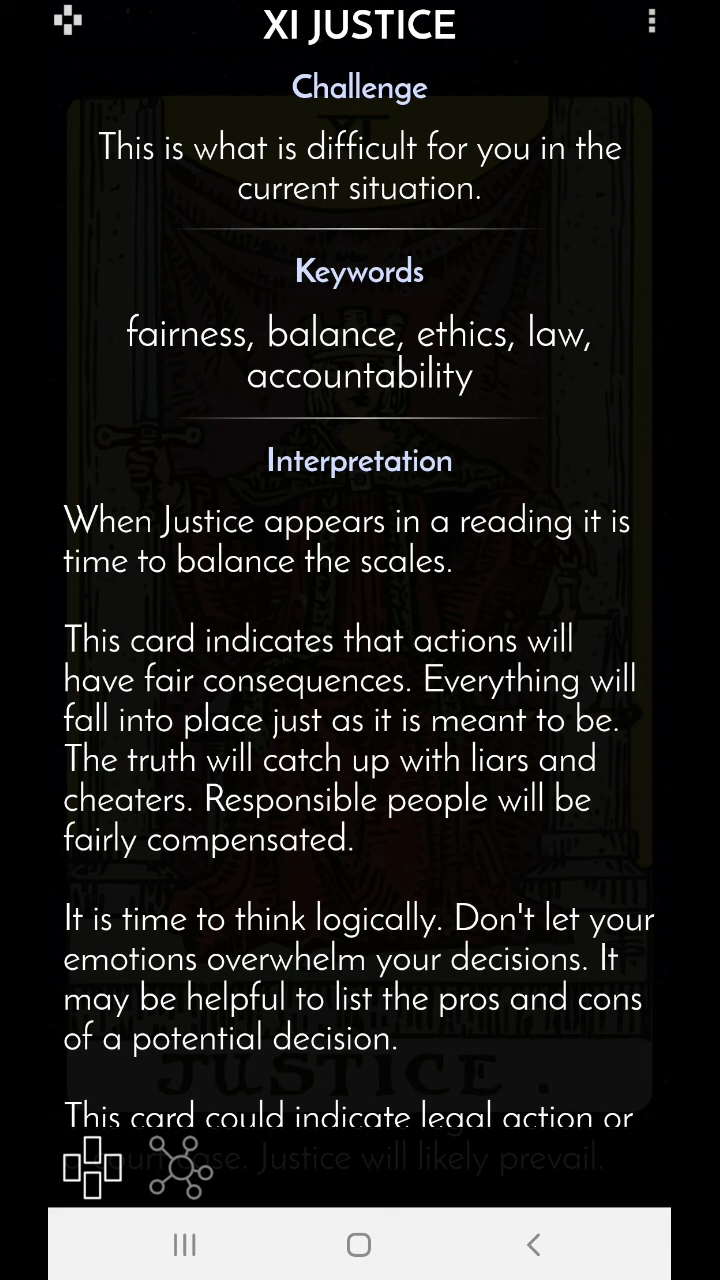 XI JUSTICE
Challenge
XI
This is what is difficult for you in the
current situation.
Keywords
fairness, balance, ethics, law,
accountability
Interpretation
When Justice appears in a reading it is
time to balance the scales.
This card indicates that actions will
have fair consequences. Everything will
fall into place just as it is meant to be.
The truth will catch up with liars and
cheaters. Responsible people will be
fairly compensated.
It is time to think logically. Don't let your
emotions overwhelm your decisions. It
may be helpful to list the pros and cons
of a potential decision.
JUSTICE.
This card could indicate legal action or
case. Justice will likely prevail.